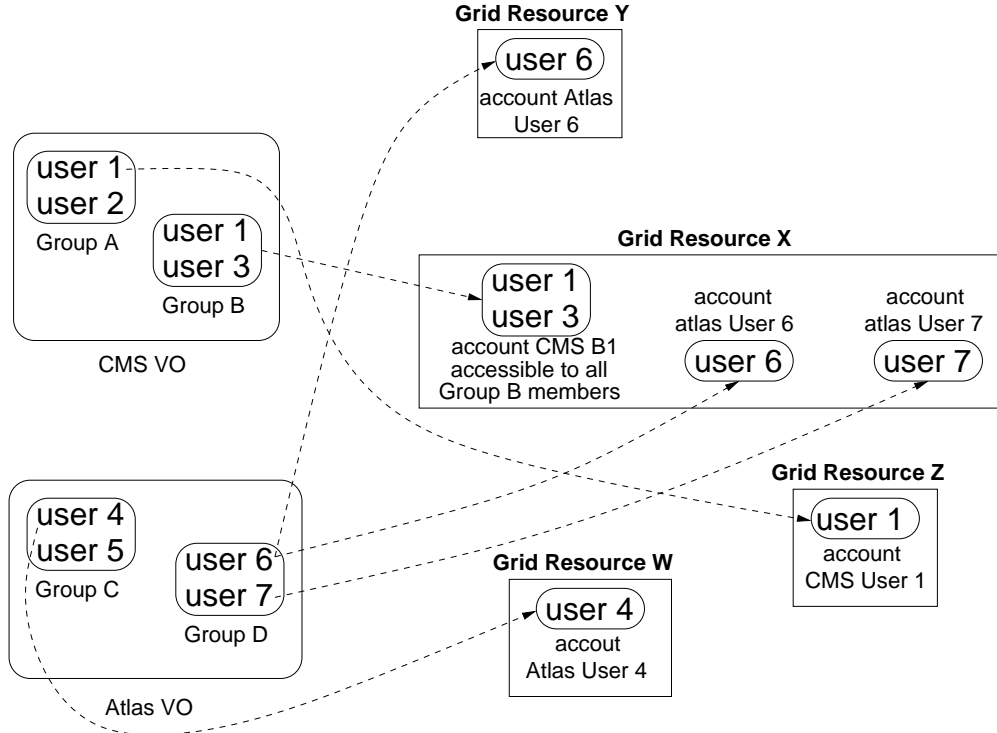 Grid Resource Y
user 6
account Atlas
User 6
user 1
user 2
Group A
user 1
user 3
Group B
CMS VO
Grid Resource X
user 1
user 3
account CMS B1
accessible to all
Group B members
account
atlas User 6
user 6
account
atlas User 7
user 7
user 4
user 5
Group C
user 6
user 7
Group D
Atlas VO
Grid Resource W
user 4
accout
Atlas User 4
Grid Resource Z
user 1
account
CMS User 1